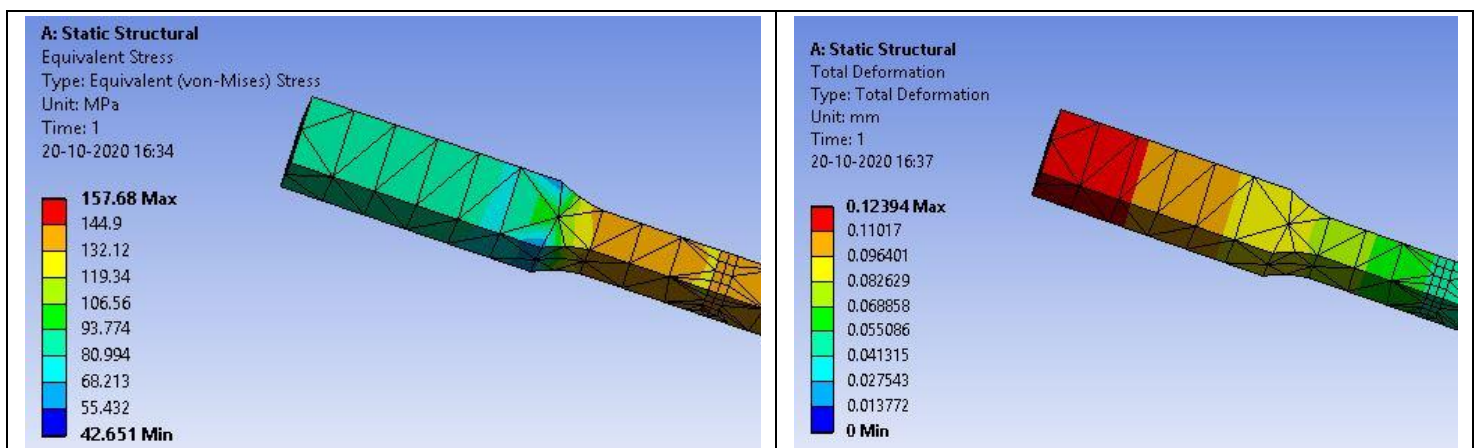 A: Static Structural
Equivalent Stress
Type: Equivalent (von-Mises) Stress
Unit: MPa
Time: 1
20-10-2020 16:34
157.68 Max
144.9
132.12
119.34
106.56
93.774
80.994
68.213
55.432
42.651 Min
A: Static Structural
Total Deformation
Type: Total Deformation
Unit: mm
Time: 1
20-10-2020 16:37
0.12394 Max
0.11017
0.096401
0.082629
0.068858
0.055086
0.041315
0.027543
0.013772
0 Min